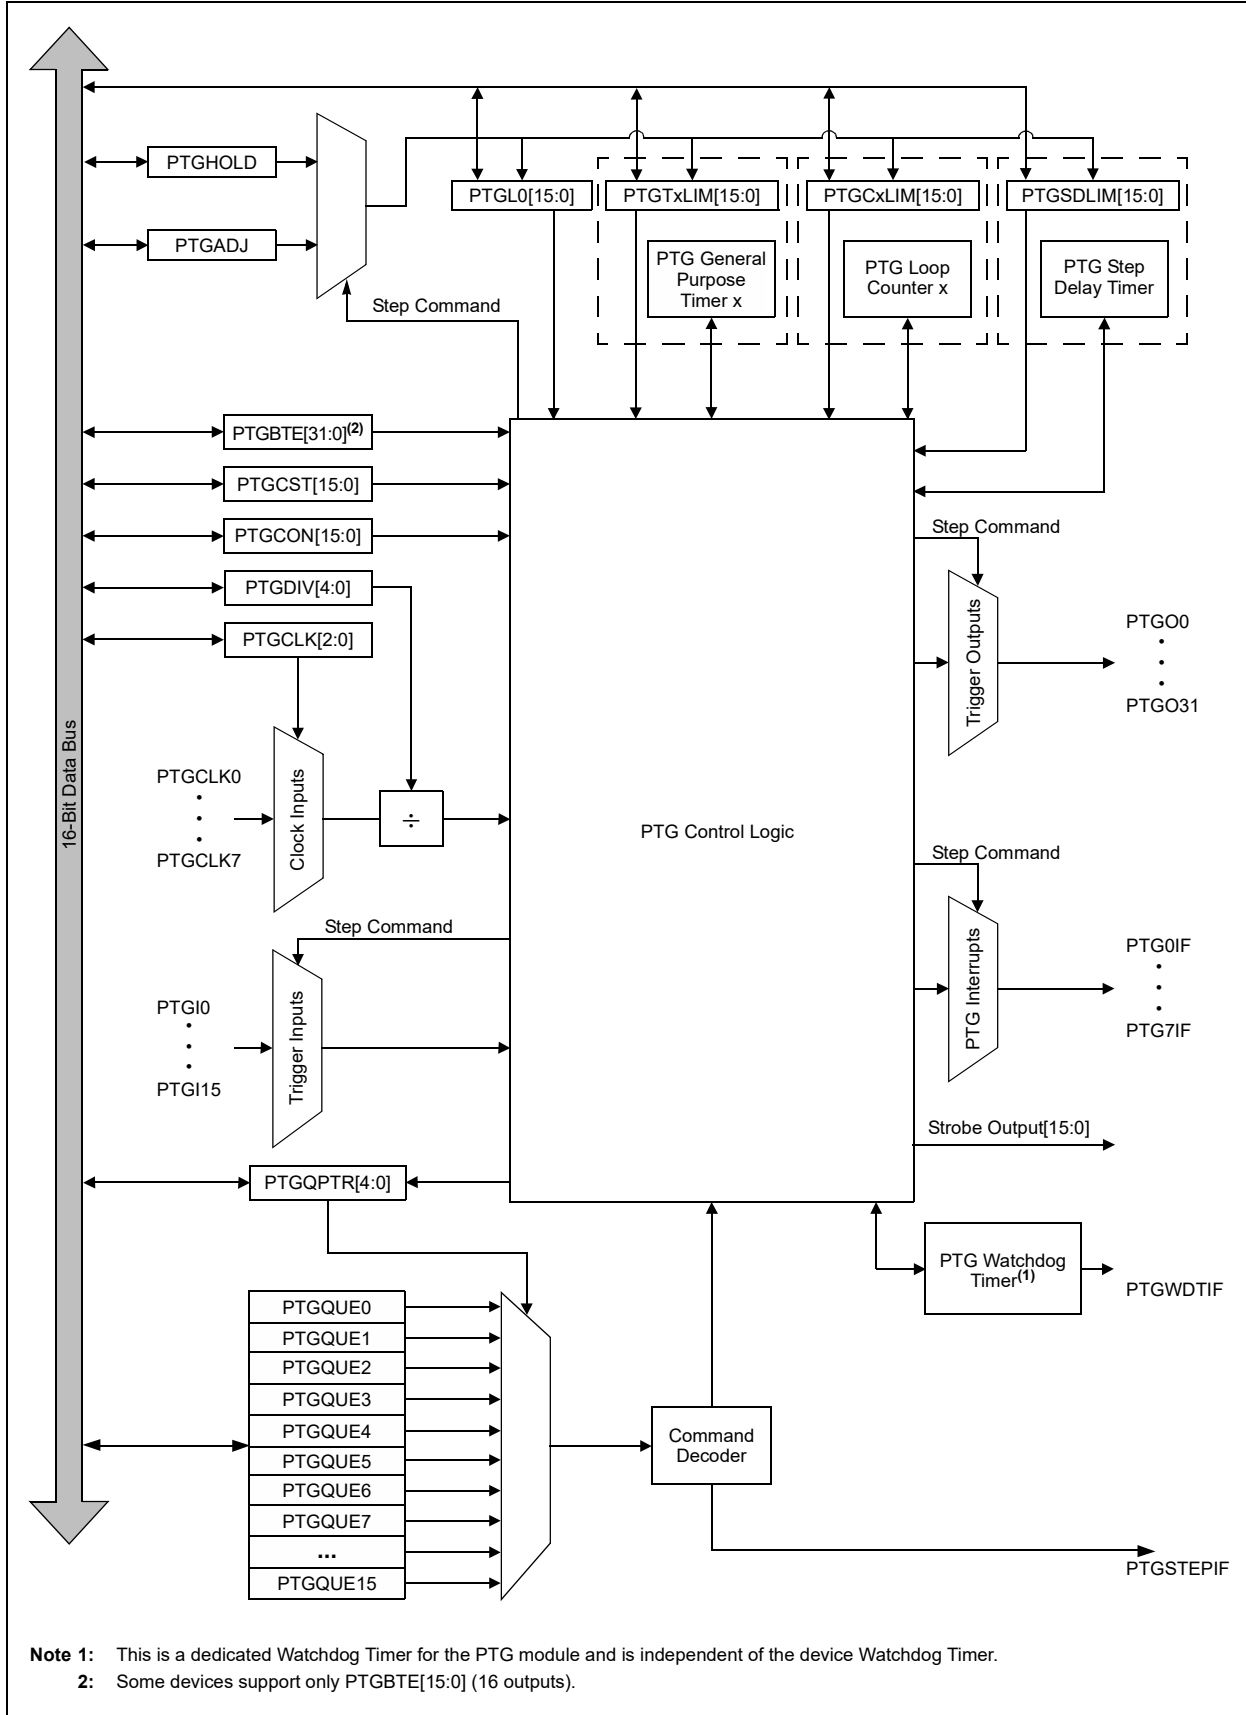 PTGHOLD
PTGADJ
PTGL0[15:0]
PTGTxLIM[15:0]
PTGCxLIM[15:0]
PTGSDLIM[15:0]
PTG General
Purpose
Timer x
PTG Loop
Counter x
PTG Step
Delay Timer
Step Command
PTGBTE[31:0](2)
PTGCST[15:0]
PTGCON[15:0]
PTGDIV[4:0]
PTGCLK[2:0]
16-Bit Data Bus
PTGCLK0
PTGCLK7
Clock Inputs
÷
PTG Control Logic
Step Command
Trigger Outputs
PTGO0
PTGO31
Step Command
PTGI0
PTGI15
Trigger Inputs
Step Command
PTG Interrupts
PTG0IF
PTG7IF
Strobe Output[15:0]
PTGQPTR[4:0]
PTG Watchdog
Timer(1)
PTGWDTIF
PTGQUE0
PTGQUE1
PTGQUE2
PTGQUE3
PTGQUE4
PTGQUE5
PTGQUE6
PTGQUE7
...
PTGQUE15
Command
Decoder
PTGSTEPIF
Note 1: This is a dedicated Watchdog Timer for the PTG module and is independent of the device Watchdog Timer.
2: Some devices support only PTGBTE[15:0] (16 outputs).